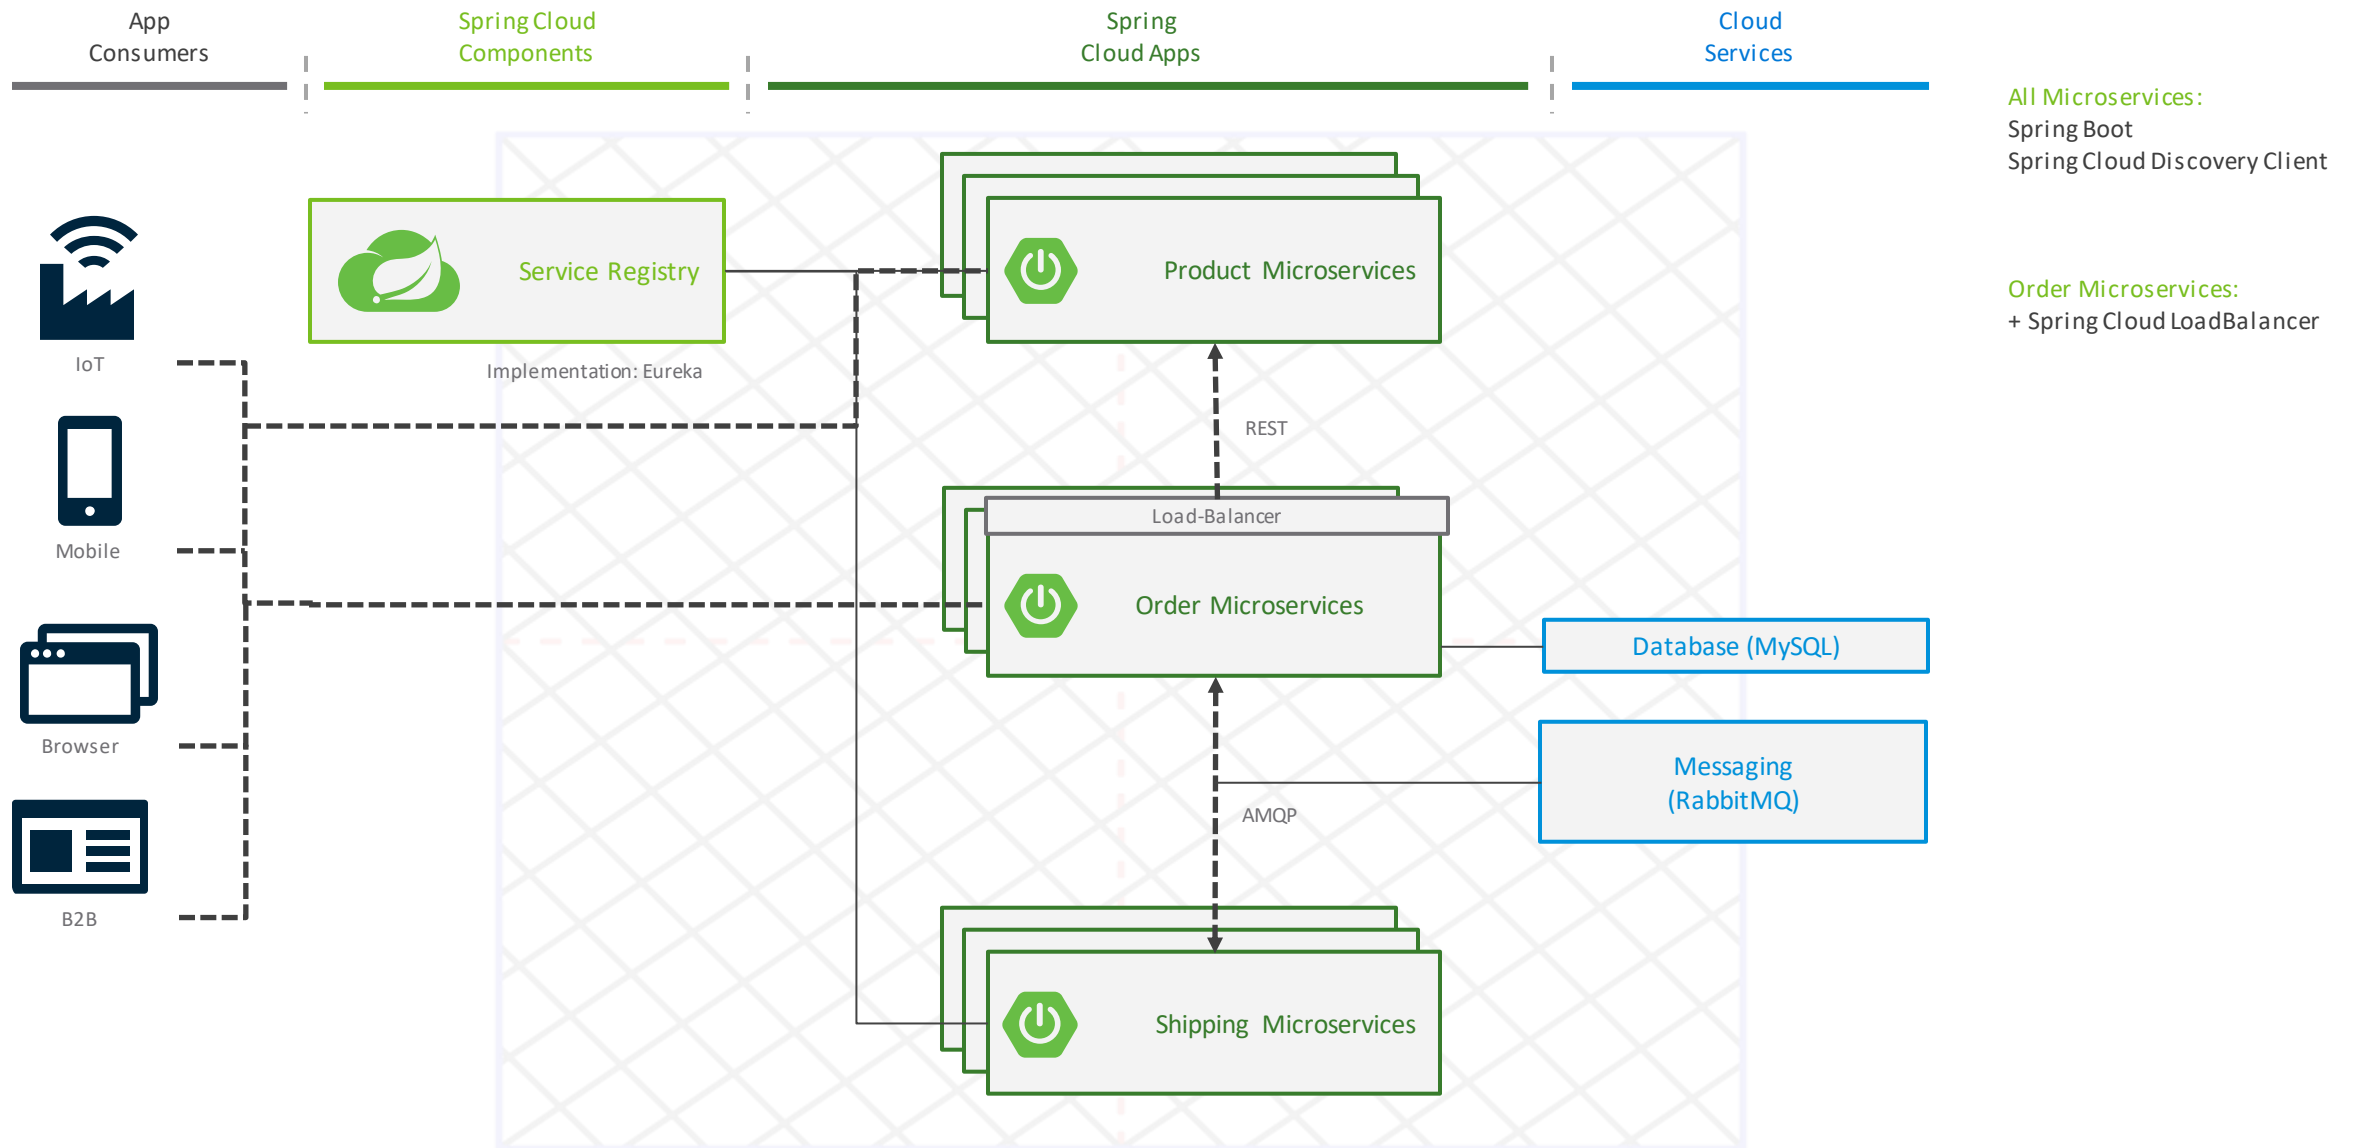 App
Consumers
Spring Cloud
Components
Spring
Cloud Apps
Cloud
Services
All Microservices:
Spring Boot
Spring Cloud Discovery Client
Order Microservices:
+ Spring Cloud LoadBalancer
IoT
Mobile
Browser
B2B
Service Registry
Implementation: Eureka
Product Microservices
REST
Load-Balancer
Order Microservices
Database (MySQL)
Messaging
(RabbitMQ)
AMQP
Shipping Microservices